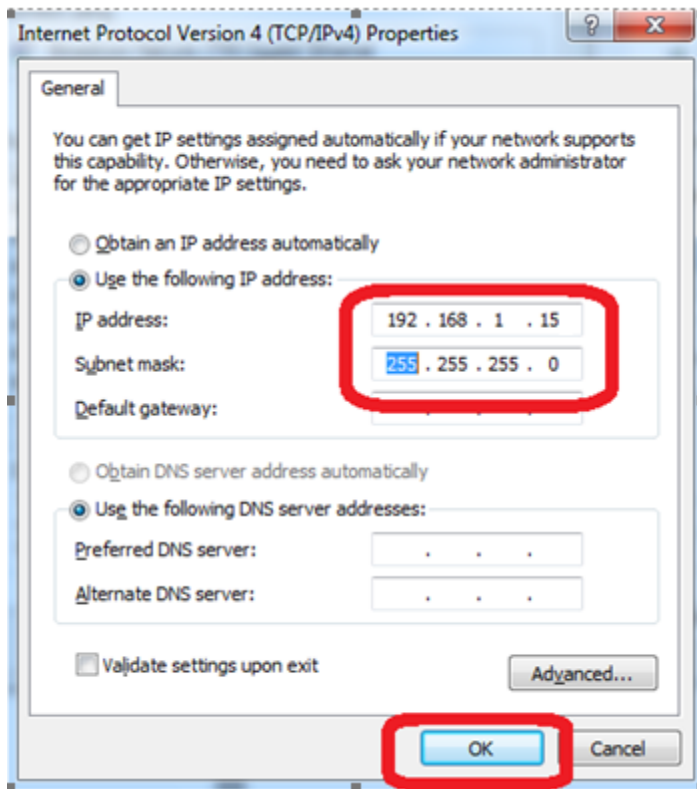 Internet Protocol Version 4 (TCP/IPv4) Properties
General
You can get IP settings assigned automatically if your network supports
this capability. Otherwise, you need to ask your network administrator
for the appropriate IP settings.
Obtain an IP address automatically
Use the following IP address:
IP address: 192 . 168 . 1 . 15
Subnet mask: 255 . 255 . 255 . 0
Default gateway: . . .
Obtain DNS server address automatically
Use the following DNS server addresses:
Preferred DNS server: . . .
Alternate DNS server: . . .
Validate settings upon exit
Advanced...
OK Cancel